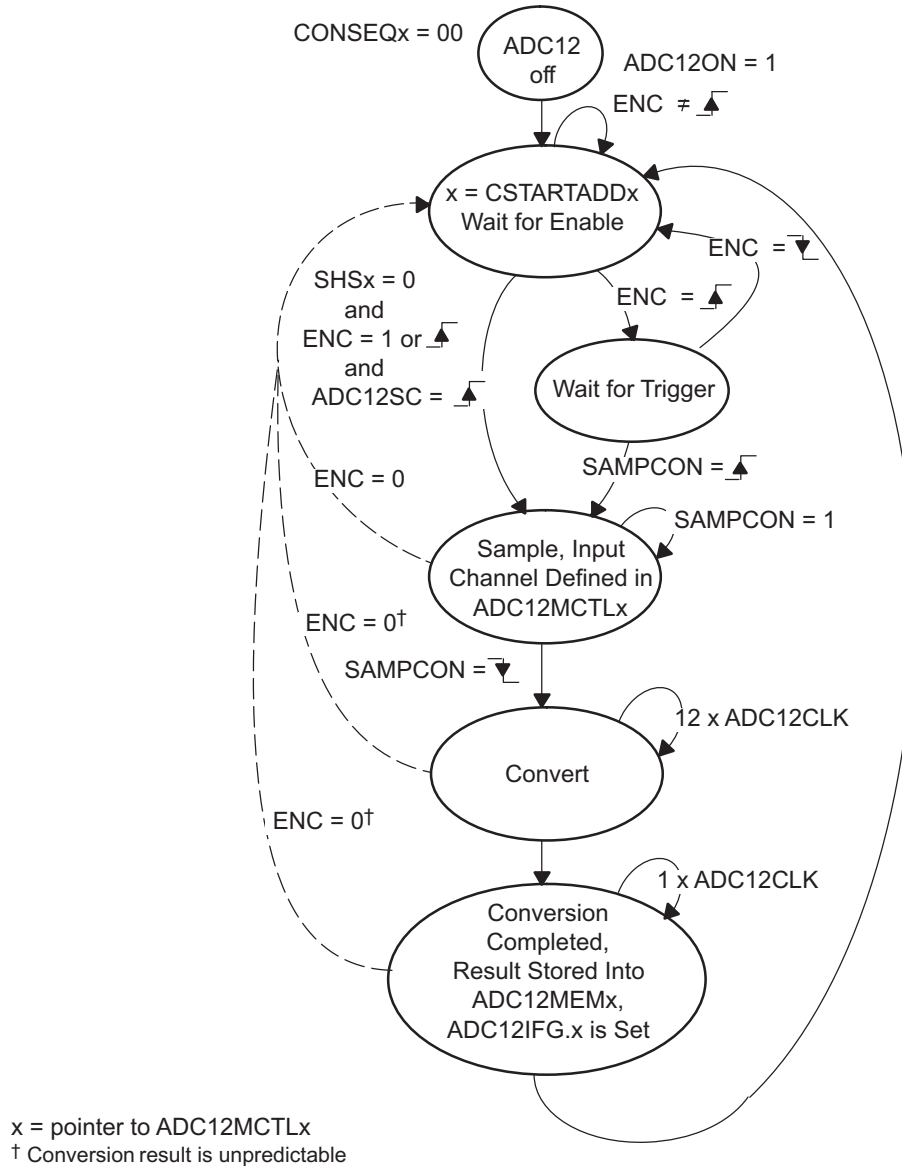 CONSEQx = 00
ADC12
off
ADC12ON = 1
ENC ≠
x = CSTARTADDx
Wait for Enable
ENC =
SHSx = 0
and
ENC = 1 or
and
ADC12SC =
ENC =
Wait for Trigger
SAMPCON =
ENC = 0
SAMPCON = 1
Sample, Input
Channel Defined in
ADC12MCTLx
ENC = 0†
SAMPCON =
12 x ADC12CLK
Convert
ENC = 0†
1 x ADC12CLK
Conversion
Completed,
Result Stored Into
ADC12MEMx,
ADC12IFG.x is Set
x = pointer to ADC12MCTLx
† Conversion result is unpredictable